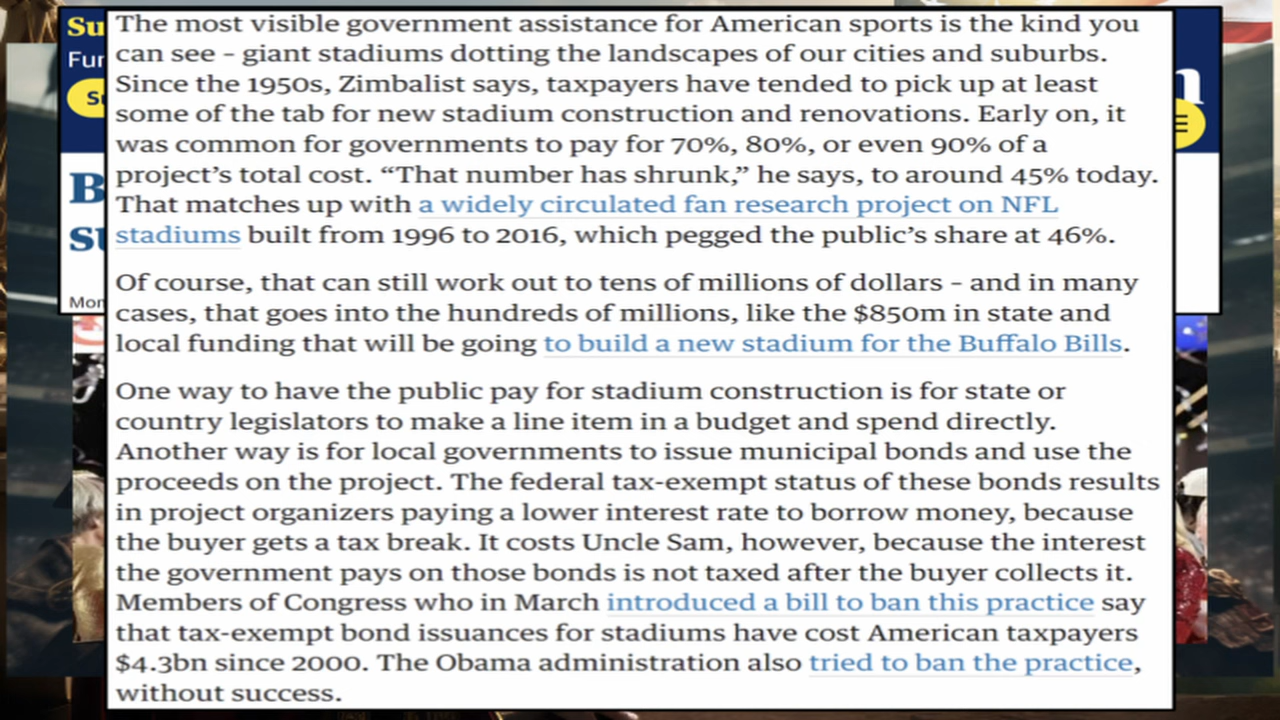 The most visible government assistance for American sports is the kind you
can see – giant stadiums dotting the landscapes of our cities and suburbs.
Since the 1950s, Zimbalist says, taxpayers have tended to pick up at least
some of the tab for new stadium construction and renovations. Early on, it
was common for governments to pay for 70%, 80%, or even 90% of a
project’s total cost. “That number has shrunk,” he says, to around 45% today.
That matches up with a widely circulated fan research project on NFL
stadiums built from 1996 to 2016, which pegged the public’s share at 46%.
Of course, that can still work out to tens of millions of dollars – and in many
cases, that goes into the hundreds of millions, like the $850m in state and
local funding that will be going to build a new stadium for the Buffalo Bills.
One way to have the public pay for stadium construction is for state or
country legislators to make a line item in a budget and spend directly.
Another way is for local governments to issue municipal bonds and use the
proceeds on the project. The federal tax-exempt status of these bonds results
in project organizers paying a lower interest rate to borrow money, because
the buyer gets a tax break. It costs Uncle Sam, however, because the interest
the government pays on those bonds is not taxed after the buyer collects it.
Members of Congress who in March introduced a bill to ban this practice say
that tax-exempt bond issuances for stadiums have cost American taxpayers
$4.3bn since 2000. The Obama administration also tried to ban the practice,
without success.